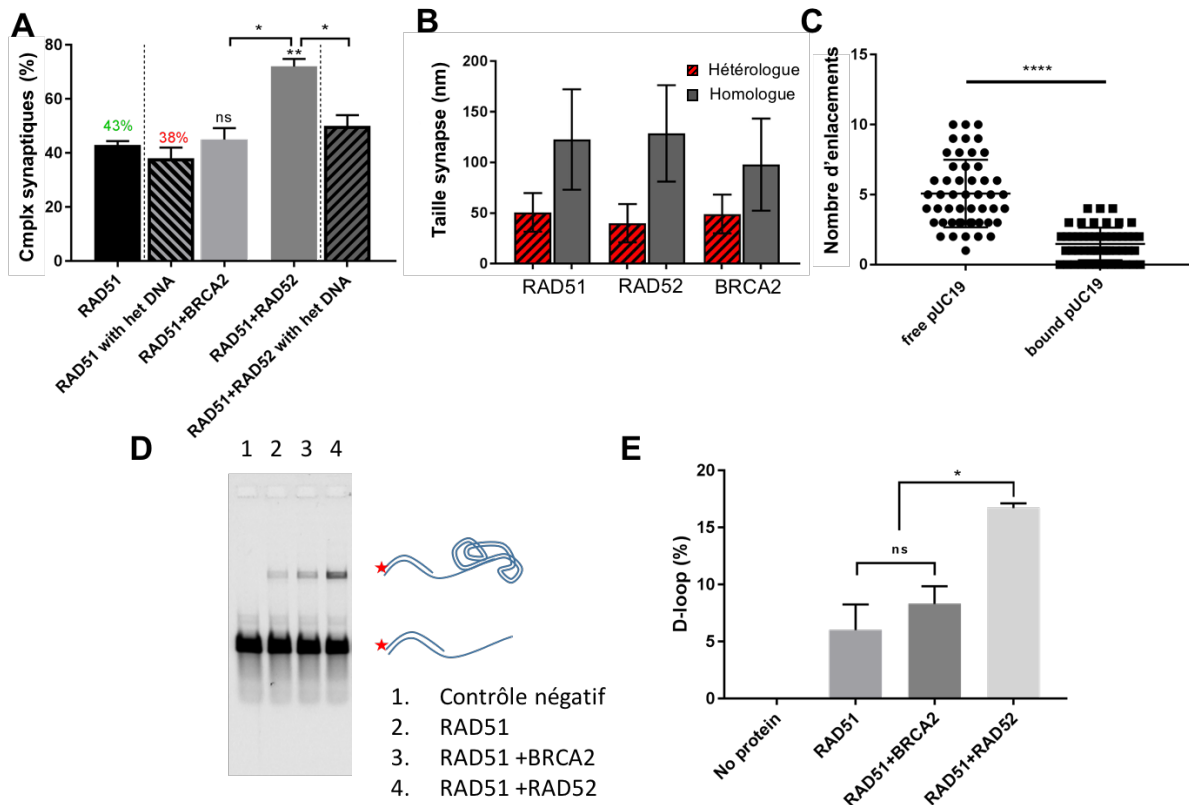 A
Cmplx synaptiques (%)
80
60
40
20
0
43%
38%
ns
**
*
*
RAD51
RAD51 with het DNA
RAD51+BRCA2
RAD51+RAD52
RAD51+RAD52 with het DNA
B
Taille synapse (nm)
200
150
100
50
0
Hétérologue
Homologue
RAD51
RAD52
BRCA2
C
Nombre d'enlacements
15
10
5
0
****
free pUC19
bound pUC19
D
1 2 3 4
1. Contrôle négatif
2. RAD51
3. RAD51 +BRCA2
4. RAD51 +RAD52
E
D-loop (%)
20
15
10
5
0
ns
*
No protein
RAD51
RAD51+BRCA2
RAD51+RAD52